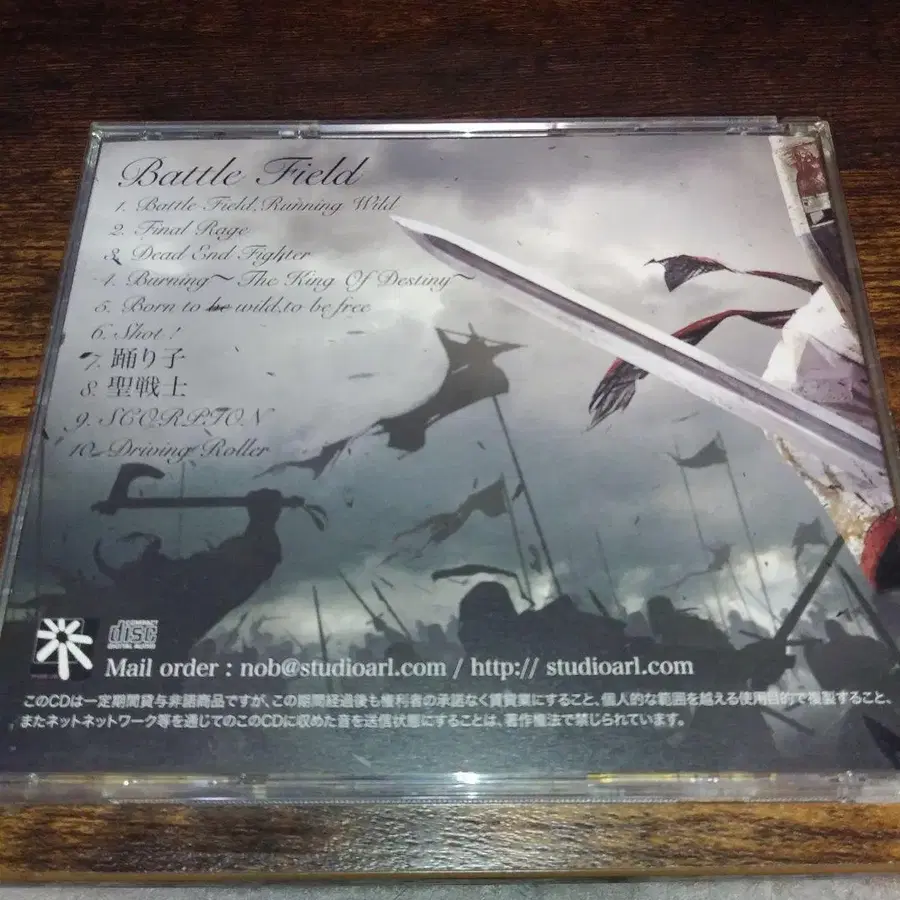 Battle Field
1. Battle Field,Running Wild
2. Final Rage
3. Dead End Fighter
4. Burning～The King Of Destiny～
5. Born to be wild,to be free
6. Shot !
7. 踊り子
8. 聖戦士
9. SCORPION
10. Driving Roller
COMPACT
disc
DIGITAL AUDIO
Mail order : nob@studioarl.com / http:// studioarl.com
このCDは一定期間貸与非諾商品ですが、この期間経過後も権利者の承諾なく賃貸業にすること、個人的な範囲を越える使用目的で複製すること、
またネットネットワーク等を通じてのこのCDに収めた音を送信状態にすることは、著作権法で禁じられています。